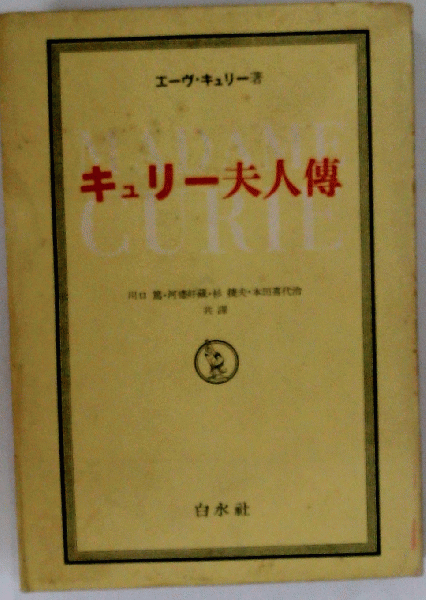 エーヴ・キュリー著
MADAME
CURIE
キュリー夫人傳
川口 篤・河盛好蔵・杉 捷夫・本田喜代治
共譯
白水社